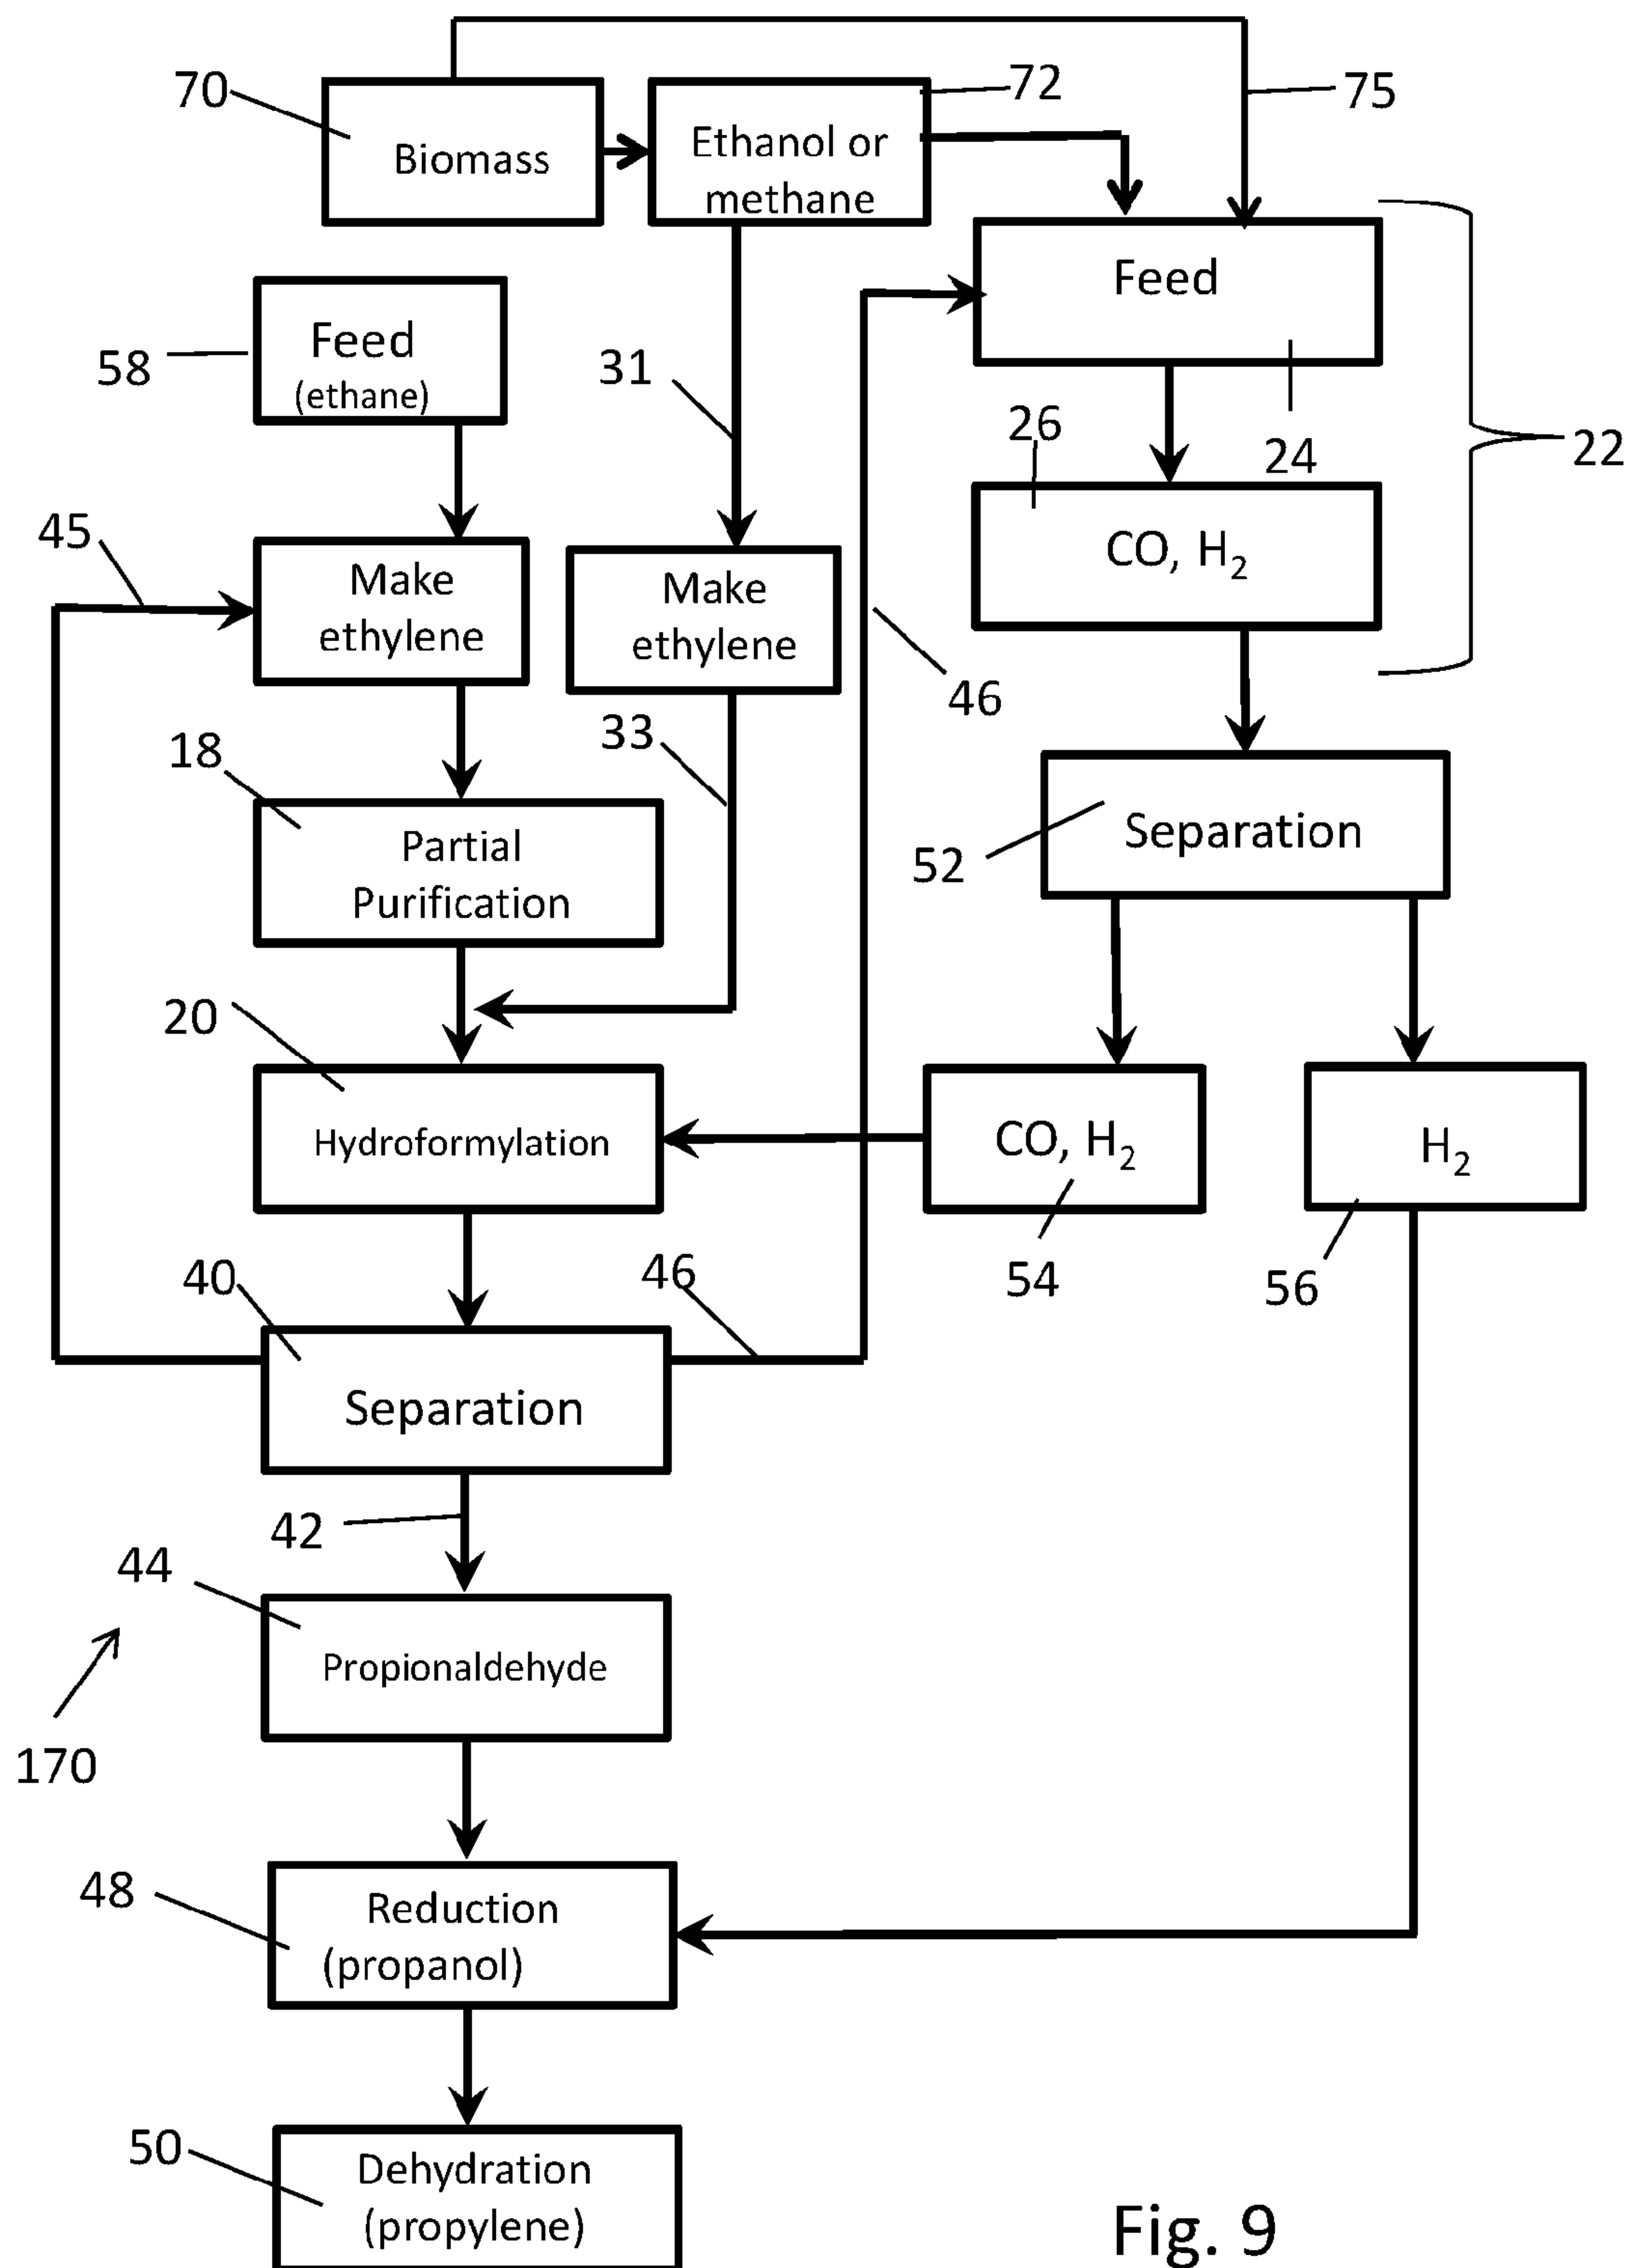 70
Biomass
Ethanol or
methane
72
75
Feed
24
22
58
Feed
(ethane)
31
26
CO, H2
45
Make
ethylene
Make
ethylene
46
18
Partial
Purification
33
52
Separation
20
Hydroformylation
CO, H2
54
H2
56
40
Separation
46
42
44
Propionaldehyde
170
48
Reduction
(propanol)
50
Dehydration
(propylene)
Fig. 9